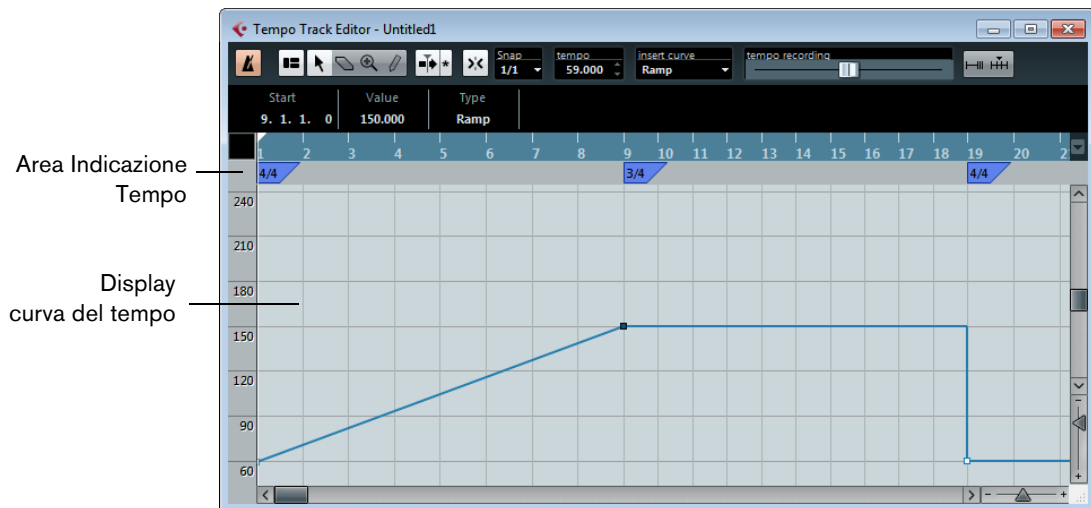 Tempo Track Editor - Untitled1
Snap tempo insert curve tempo recording
1/1 59.000 Ramp
Start Value Type
9. 1. 1. 0 150.000 Ramp
1 2 3 4 5 6 7 8 9 10 11 12 13 14 15 16 17 18 19 20 2
4/4 3/4 4/4
Area Indicazione
Tempo
240
210
180
Display
curva del tempo
150
120
90
60